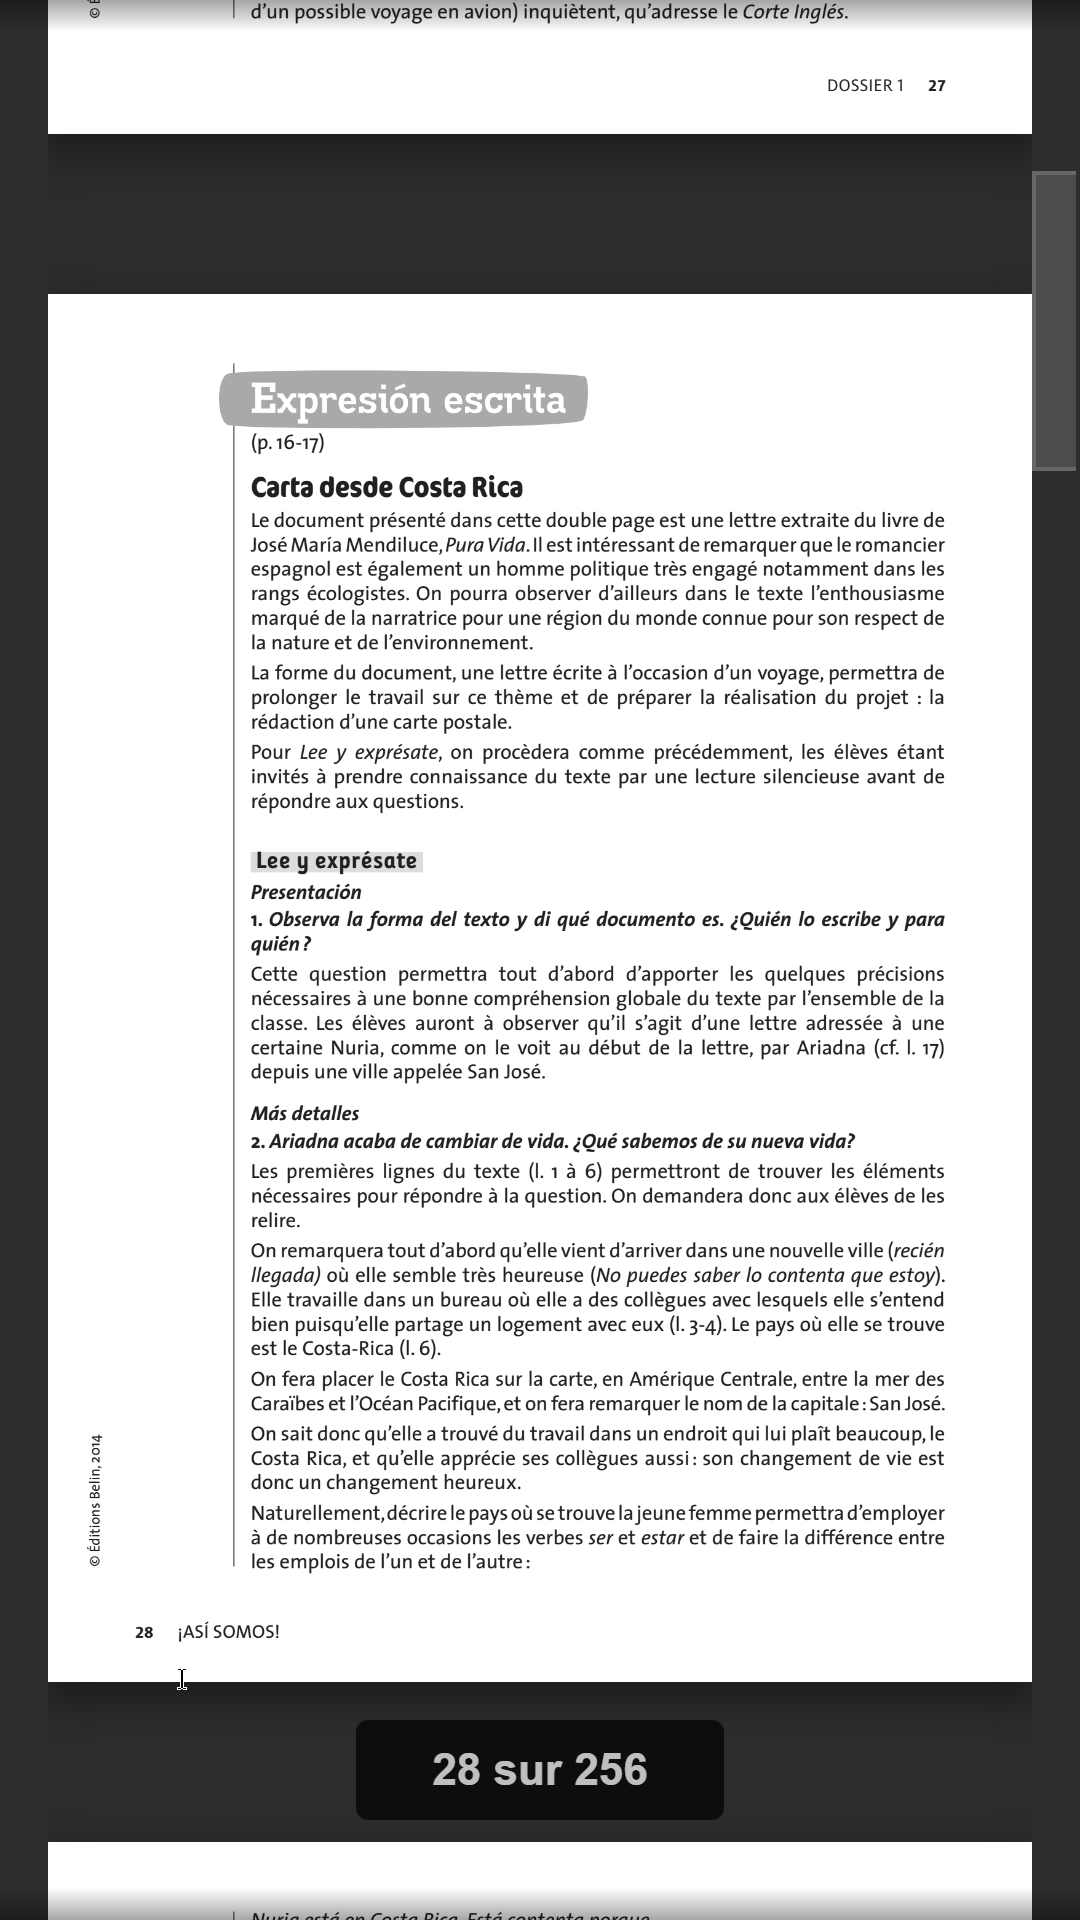 d'un possible voyage en avion) inquiètent, qu'adresse le Corte Inglés.
DOSSIER 1 27
Expresión escrita
(p. 16-17)
Carta desde Costa Rica
Le document présenté dans cette double page est une lettre extraite du livre de
José María Mendiluce, Pura Vida. Il est intéressant de remarquer que le romancier
espagnol est également un homme politique très engagé notamment dans les
rangs écologistes. On pourra observer d'ailleurs dans le texte l'enthousiasme
marqué de la narratrice pour une région du monde connue pour son respect de
la nature et de l'environnement.
La forme du document, une lettre écrite à l'occasion d'un voyage, permettra de
prolonger le travail sur ce thème et de préparer la réalisation du projet : la
rédaction d'une carte postale.
Pour Lee y exprésate, on procèdera comme précédemment, les élèves étant
invités à prendre connaissance du texte par une lecture silencieuse avant de
répondre aux questions.
Lee y exprésate
Presentación
1. Observa la forma del texto y di qué documento es. ¿Quién lo escribe y para
quién?
Cette question permettra tout d'abord d'apporter les quelques précisions
nécessaires à une bonne compréhension globale du texte par l'ensemble de la
classe. Les élèves auront à observer qu'il s'agit d'une lettre adressée à une
certaine Nuria, comme on le voit au début de la lettre, par Ariadna (cf. l. 17)
depuis une ville appelée San José.
Más detalles
2. Ariadna acaba de cambiar de vida. ¿Qué sabemos de su nueva vida?
Les premières lignes du texte (l. 1 à 6) permettront de trouver les éléments
nécessaires pour répondre à la question. On demandera donc aux élèves de les
relire.
On remarquera tout d'abord qu'elle vient d'arriver dans une nouvelle ville (recién
llegada) où elle semble très heureuse (No puedes saber lo contenta que estoy).
Elle travaille dans un bureau où elle a des collègues avec lesquels elle s'entend
bien puisqu'elle partage un logement avec eux (l. 3-4). Le pays où elle se trouve
est le Costa-Rica (l. 6).
On fera placer le Costa Rica sur la carte, en Amérique Centrale, entre la mer des
Caraïbes et l'Océan Pacifique, et on fera remarquer le nom de la capitale : San José.
On sait donc qu'elle a trouvé du travail dans un endroit qui lui plaît beaucoup, le
Costa Rica, et qu'elle apprécie ses collègues aussi : son changement de vie est
donc un changement heureux.
Naturellement, décrire le pays où se trouve la jeune femme permettra d'employer
à de nombreuses occasions les verbes ser et estar et de faire la différence entre
les emplois de l'un et de l'autre :
© Éditions Belin, 2014
28 ¡ASÍ SOMOS!
28 sur 256
Nuria está en Costa Rica. Está contenta porque